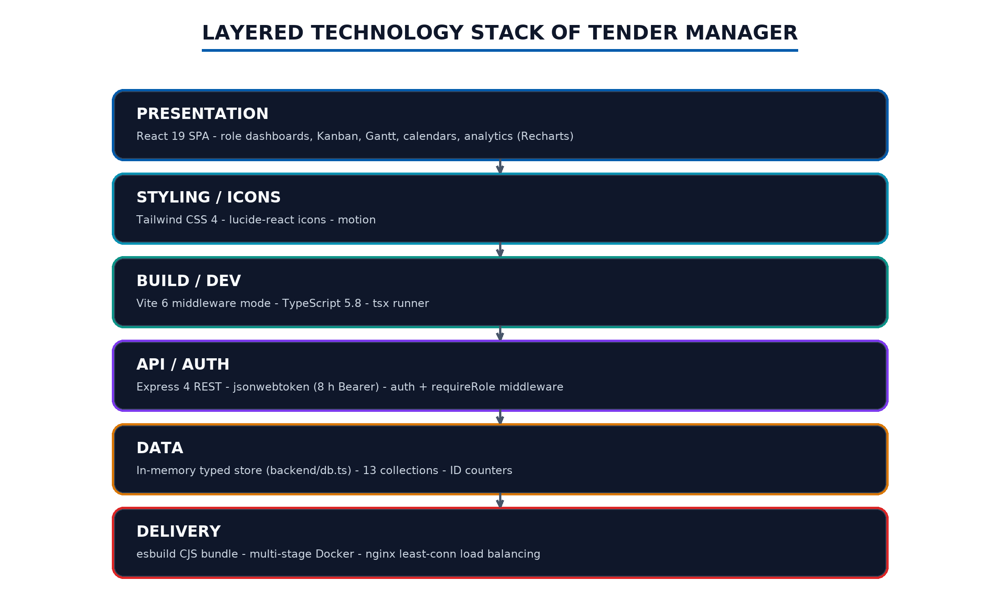 LAYERED TECHNOLOGY STACK OF TENDER MANAGER
PRESENTATION
React 19 SPA - role dashboards, Kanban, Gantt, calendars, analytics (Recharts)
STYLING / ICONS
Tailwind CSS 4 - lucide-react icons - motion
BUILD / DEV
Vite 6 middleware mode - TypeScript 5.8 - tsx runner
API / AUTH
Express 4 REST - jsonwebtoken (8 h Bearer) - auth + requireRole middleware
DATA
In-memory typed store (backend/db.ts) - 13 collections - ID counters
DELIVERY
esbuild CJS bundle - multi-stage Docker - nginx least-conn load balancing